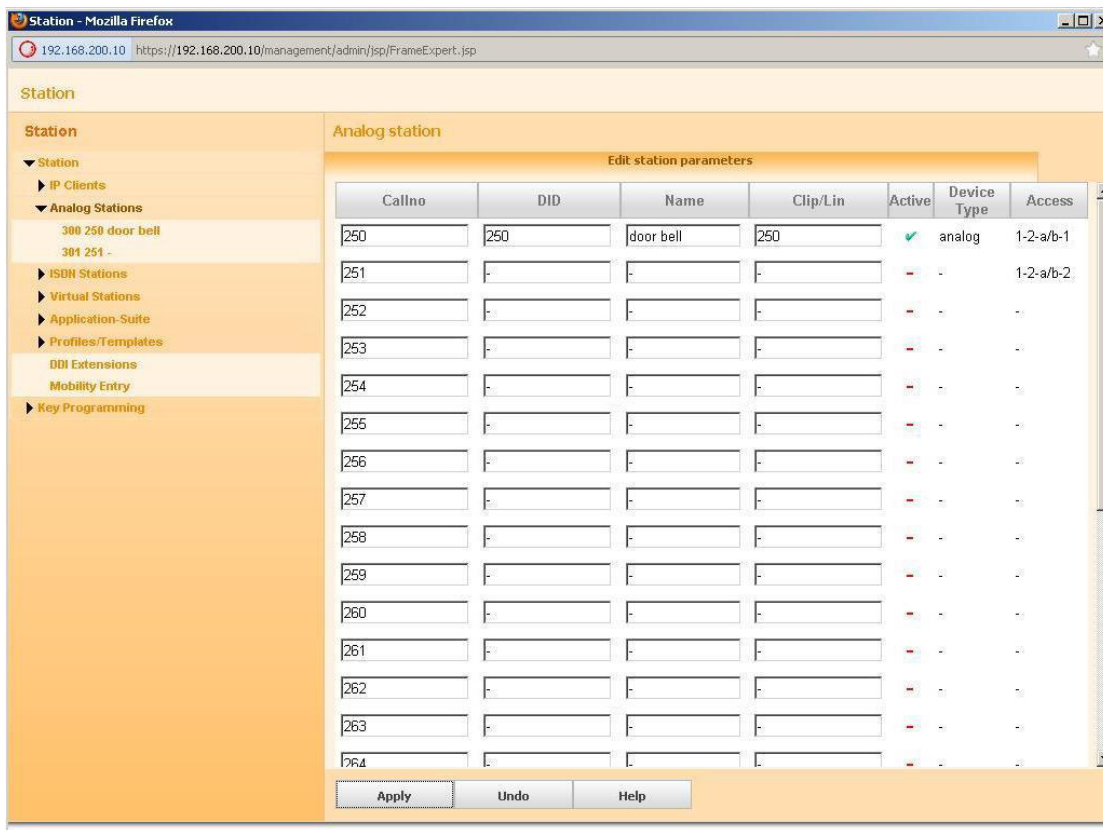 Station - Mozilla Firefox
192.168.200.10 https://192.168.200.10/management/admin/jsp/FrameExpert.jsp
Station
Station
Station
IP Clients
Analog Stations
300 250 door bell
301 251 -
ISDN Stations
Virtual Stations
Application-Suite
Profiles/Templates
DDI Extensions
Mobility Entry
Key Programming
Analog station
Edit station parameters
Callno DID Name Clip/Lin Active Device Type Access
250 250 door bell 250 analog 1-2-a/b-1
251 - - - - 1-2-a/b-2
252 - - - - -
253 - - - - -
254 - - - - -
255 - - - - -
256 - - - - -
257 - - - - -
258 - - - - -
259 - - - - -
260 - - - - -
261 - - - - -
262 - - - - -
263 - - - - -
264 - - - - -
Apply Undo Help